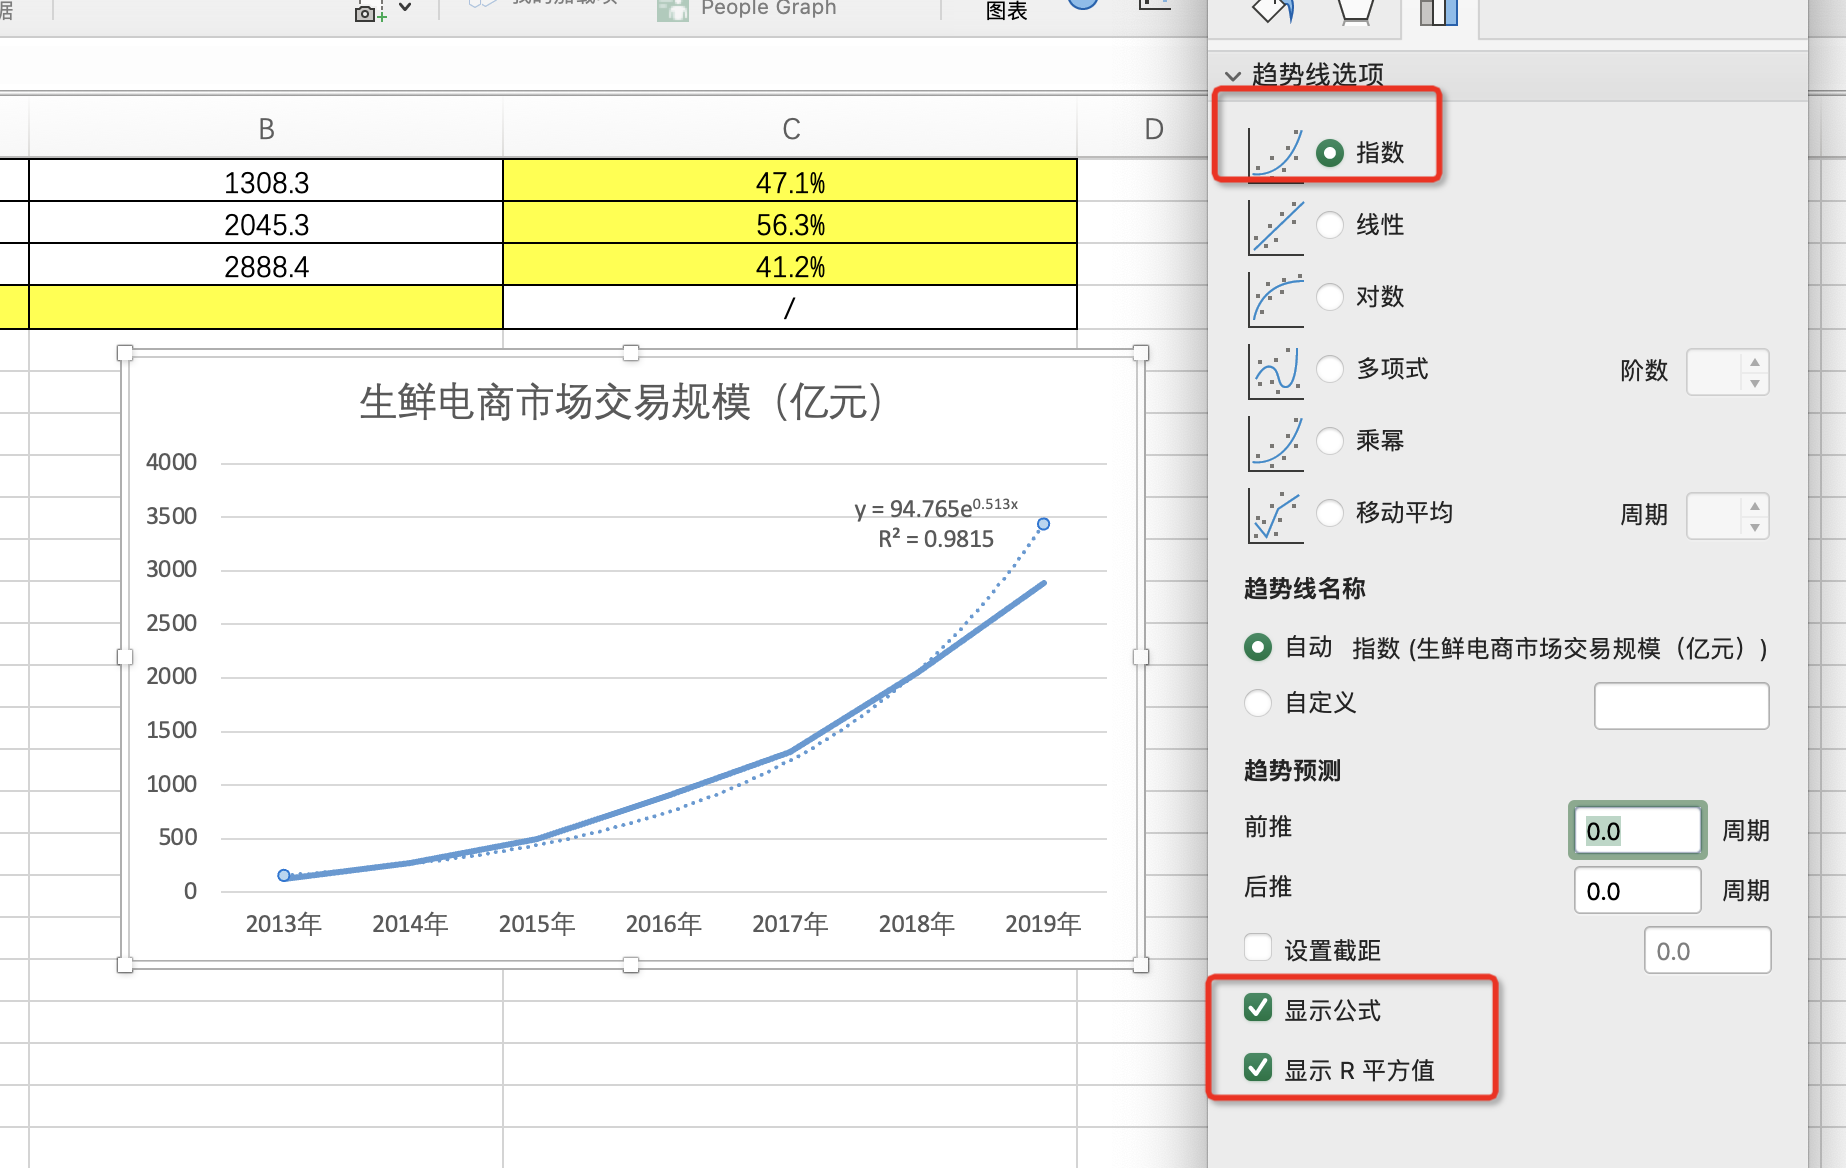 People Graph
图表
B
C
D
1308.3
47.1%
2045.3
56.3%
2888.4
41.2%
/
生鲜电商市场交易规模（亿元）
4000
3500
3000
2500
2000
1500
1000
500
0
y = 94.765e^0.513x
R² = 0.9815
2013年
2014年
2015年
2016年
2017年
2018年
2019年
趋势线选项
指数
线性
对数
多项式
阶数
乘幂
移动平均
周期
趋势线名称
自动 指数 (生鲜电商市场交易规模（亿元）)
自定义
趋势预测
前推 0.0 周期
后推 0.0 周期
设置截距 0.0
显示公式
显示 R 平方值